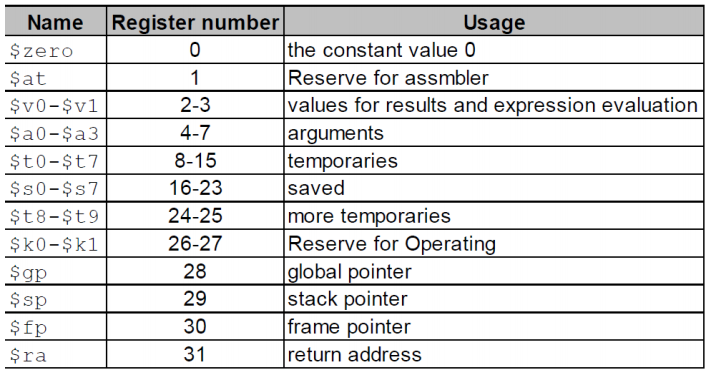 Name Register number Usage
$zero 0 the constant value 0
$at 1 Reserve for assmbler
$v0-$v1 2-3 values for results and expression evaluation
$a0-$a3 4-7 arguments
$t0-$t7 8-15 temporaries
$s0-$s7 16-23 saved
$t8-$t9 24-25 more temporaries
$k0-$k1 26-27 Reserve for Operating
$gp 28 global pointer
$sp 29 stack pointer
$fp 30 frame pointer
$ra 31 return address